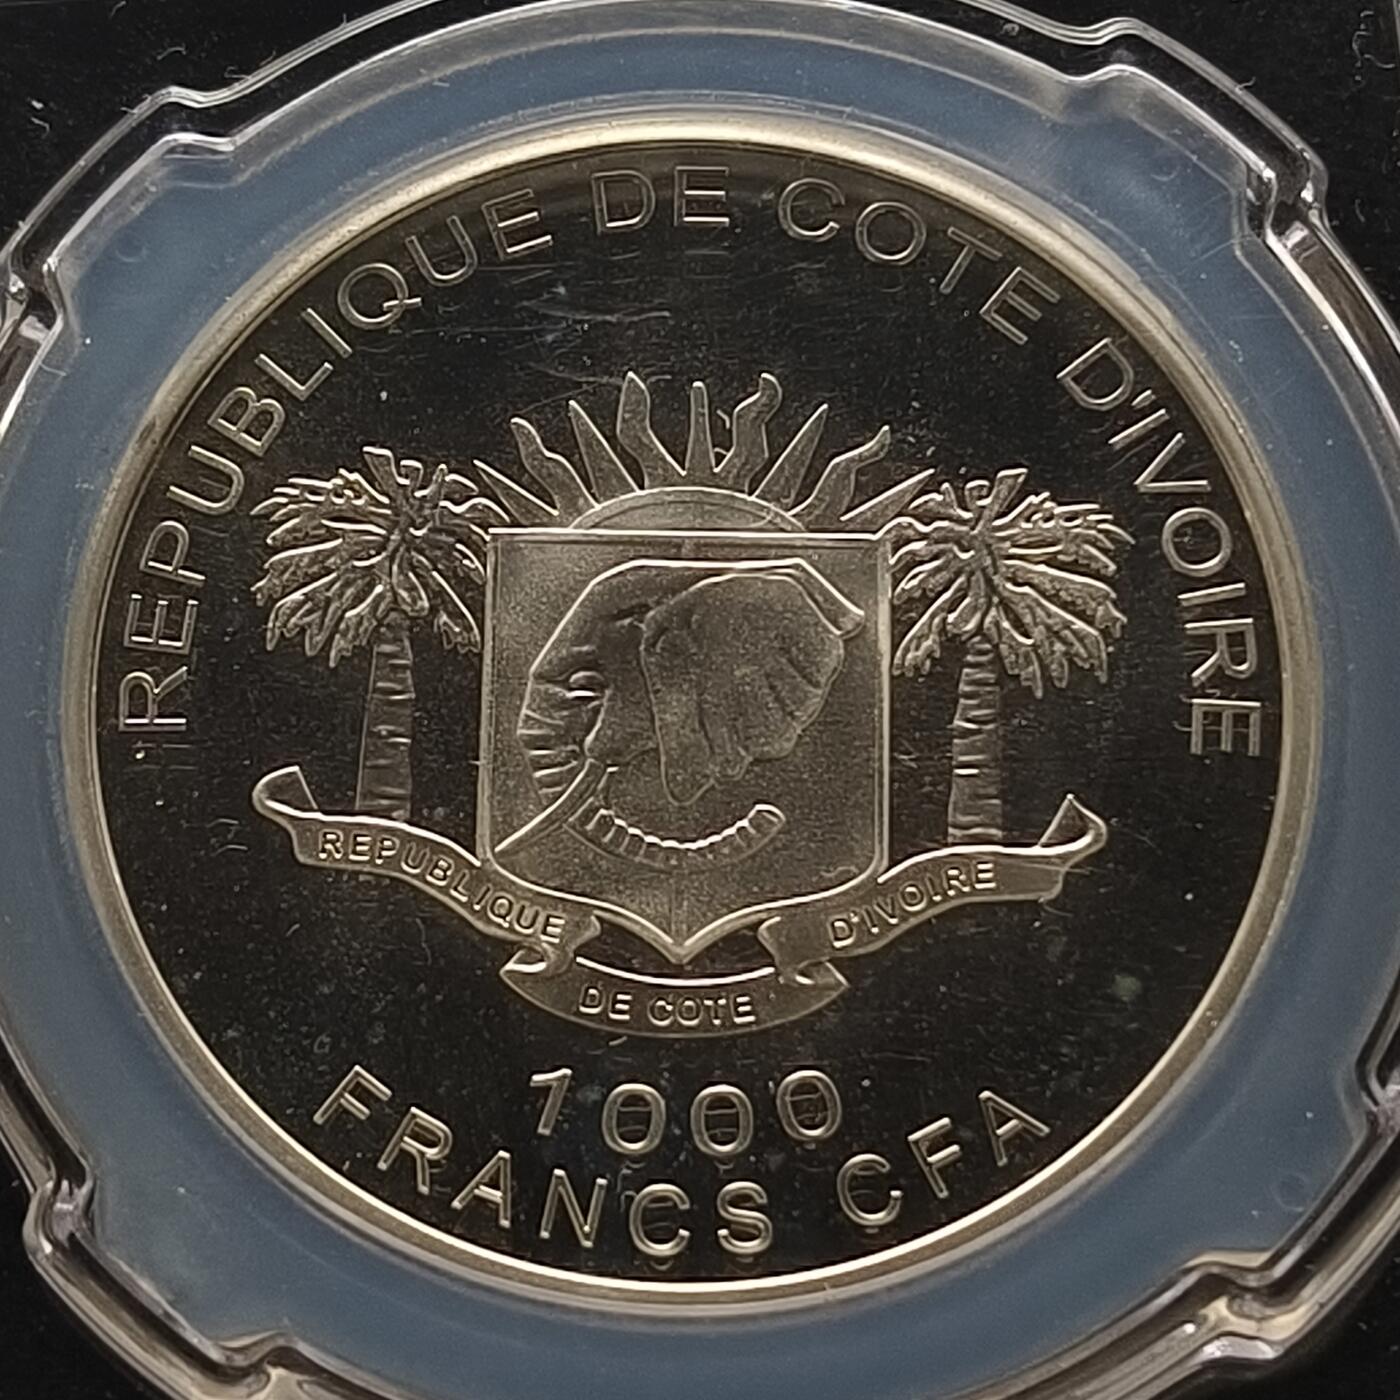 REPUBLIQUE DE COTE D'IVOIRE
REPUBLIQUE
DE COTE
D'IVOIRE
1000
FRANCS CFA